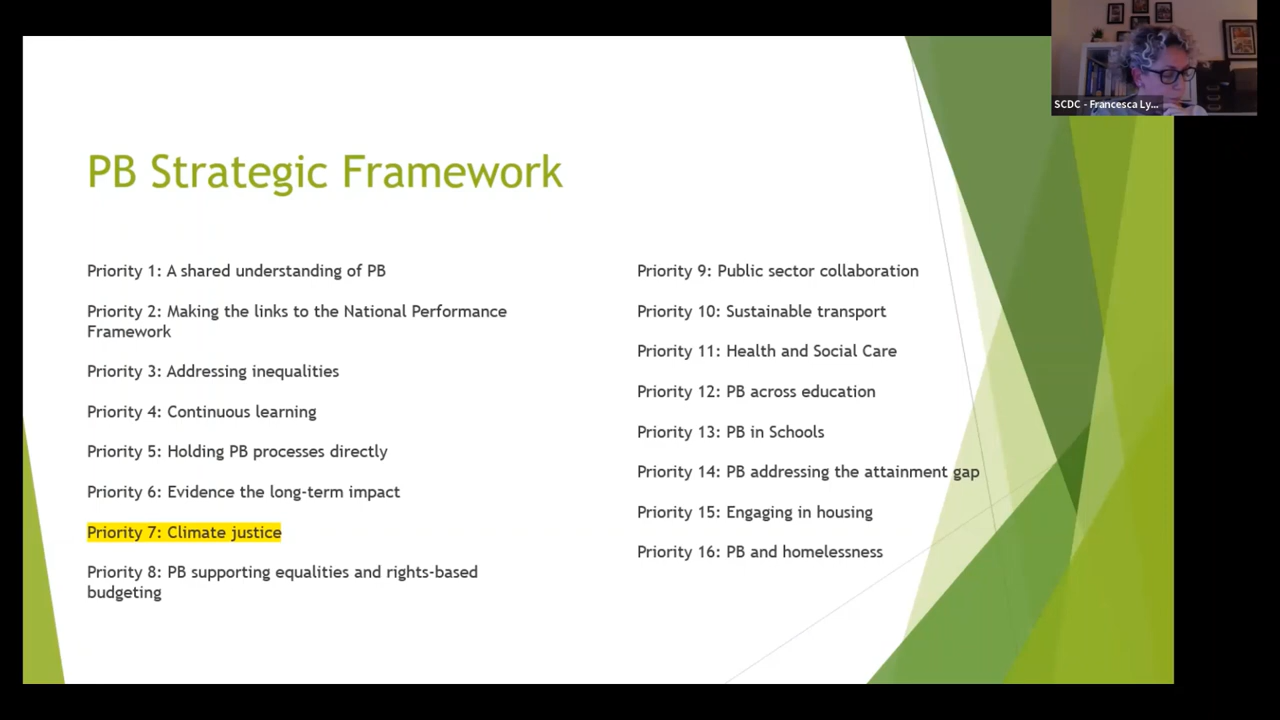 SCDC - Francesca Ly...
PB Strategic Framework
Priority 1: A shared understanding of PB
Priority 2: Making the links to the National Performance
Framework
Priority 3: Addressing inequalities
Priority 4: Continuous learning
Priority 5: Holding PB processes directly
Priority 6: Evidence the long-term impact
Priority 7: Climate justice
Priority 8: PB supporting equalities and rights-based
budgeting
Priority 9: Public sector collaboration
Priority 10: Sustainable transport
Priority 11: Health and Social Care
Priority 12: PB across education
Priority 13: PB in Schools
Priority 14: PB addressing the attainment gap
Priority 15: Engaging in housing
Priority 16: PB and homelessness